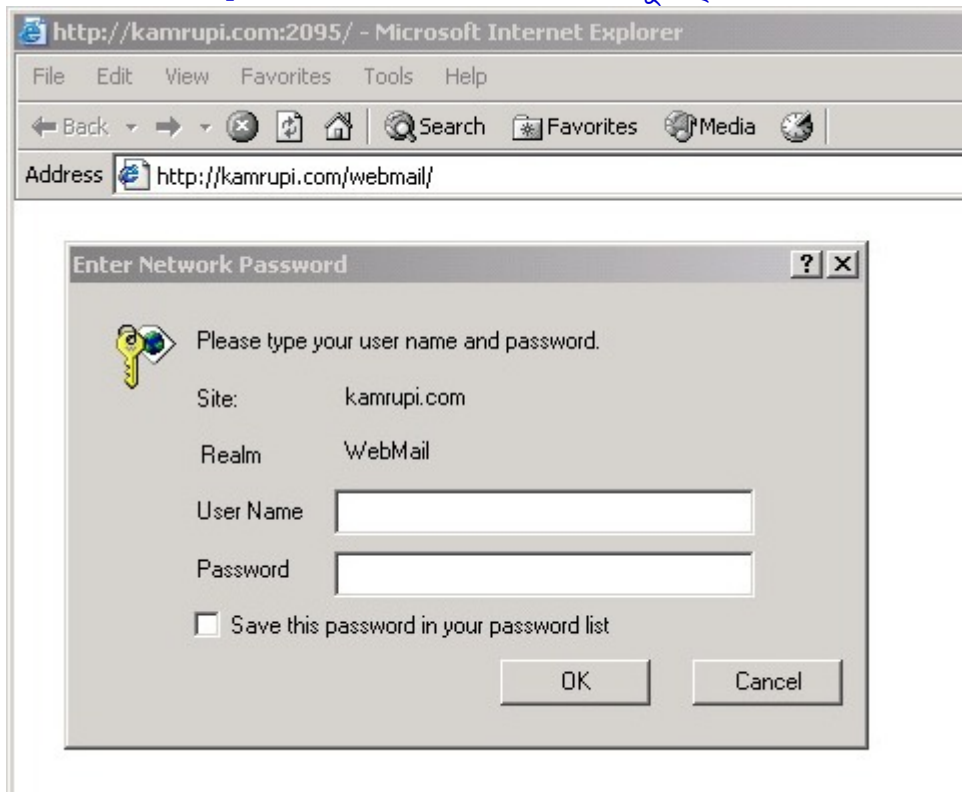 http://kamrupi.com:2095/ - Microsoft Internet Explorer
File Edit View Favorites Tools Help
Back Search Favorites Media
Address http://kamrupi.com/webmail/
Enter Network Password
Please type your user name and password.
Site: kamrupi.com
Realm WebMail
User Name
Password
Save this password in your password list
OK Cancel